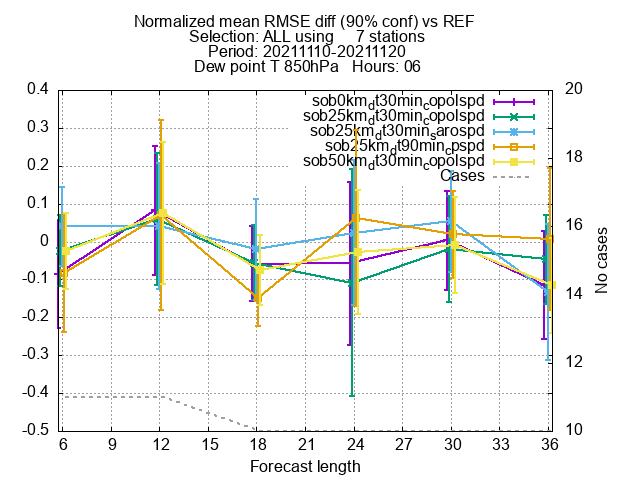 Normalized mean RMSE diff (90% conf) vs REF
Selection: ALL using 7 stations
Period: 20211110-20211120
Dew point T 850hPa Hours: 06
sob0km_dt30min_copolspd
sob25km_dt30min_copolspd
sob25km_dt30min_sarospd
sob25km_dt90min_cpspd
sob50km_dt30min_copolspd
Cases
0.4
0.3
0.2
0.1
0
-0.1
-0.2
-0.3
-0.4
-0.5
20
18
16
14
12
10
No cases
6 9 12 15 18 21 24 27 30 33 36
Forecast length